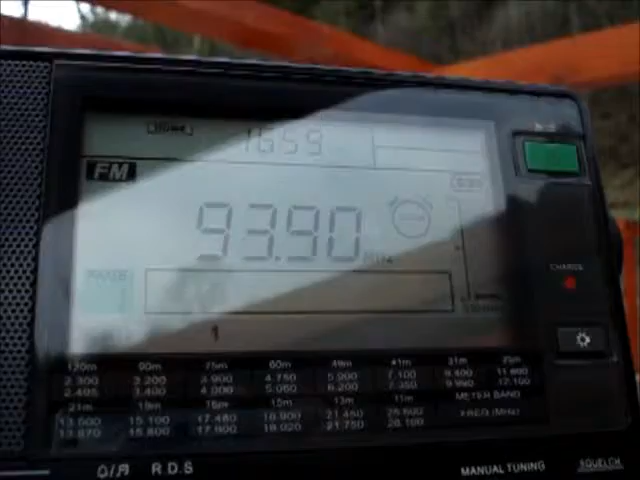 HOME 16:59
FM
93.90 MHz
120m 90m 75m 60m 49m 41m 31m 25m
2.300 3.200 3.900 4.750 5.900 7.100 9.400 11.600
2.495 3.400 4.000 5.060 6.200 7.350 9.990 12.100
21m 19m 16m 15m 13m 11m METER BAND
13.500 15.100 17.480 18.900 21.450 25.600 FREQ.(MHz)
13.870 15.800 17.900 19.020 21.750 26.100
CHARGE
R.D.S MANUAL TUNING SQUELCH